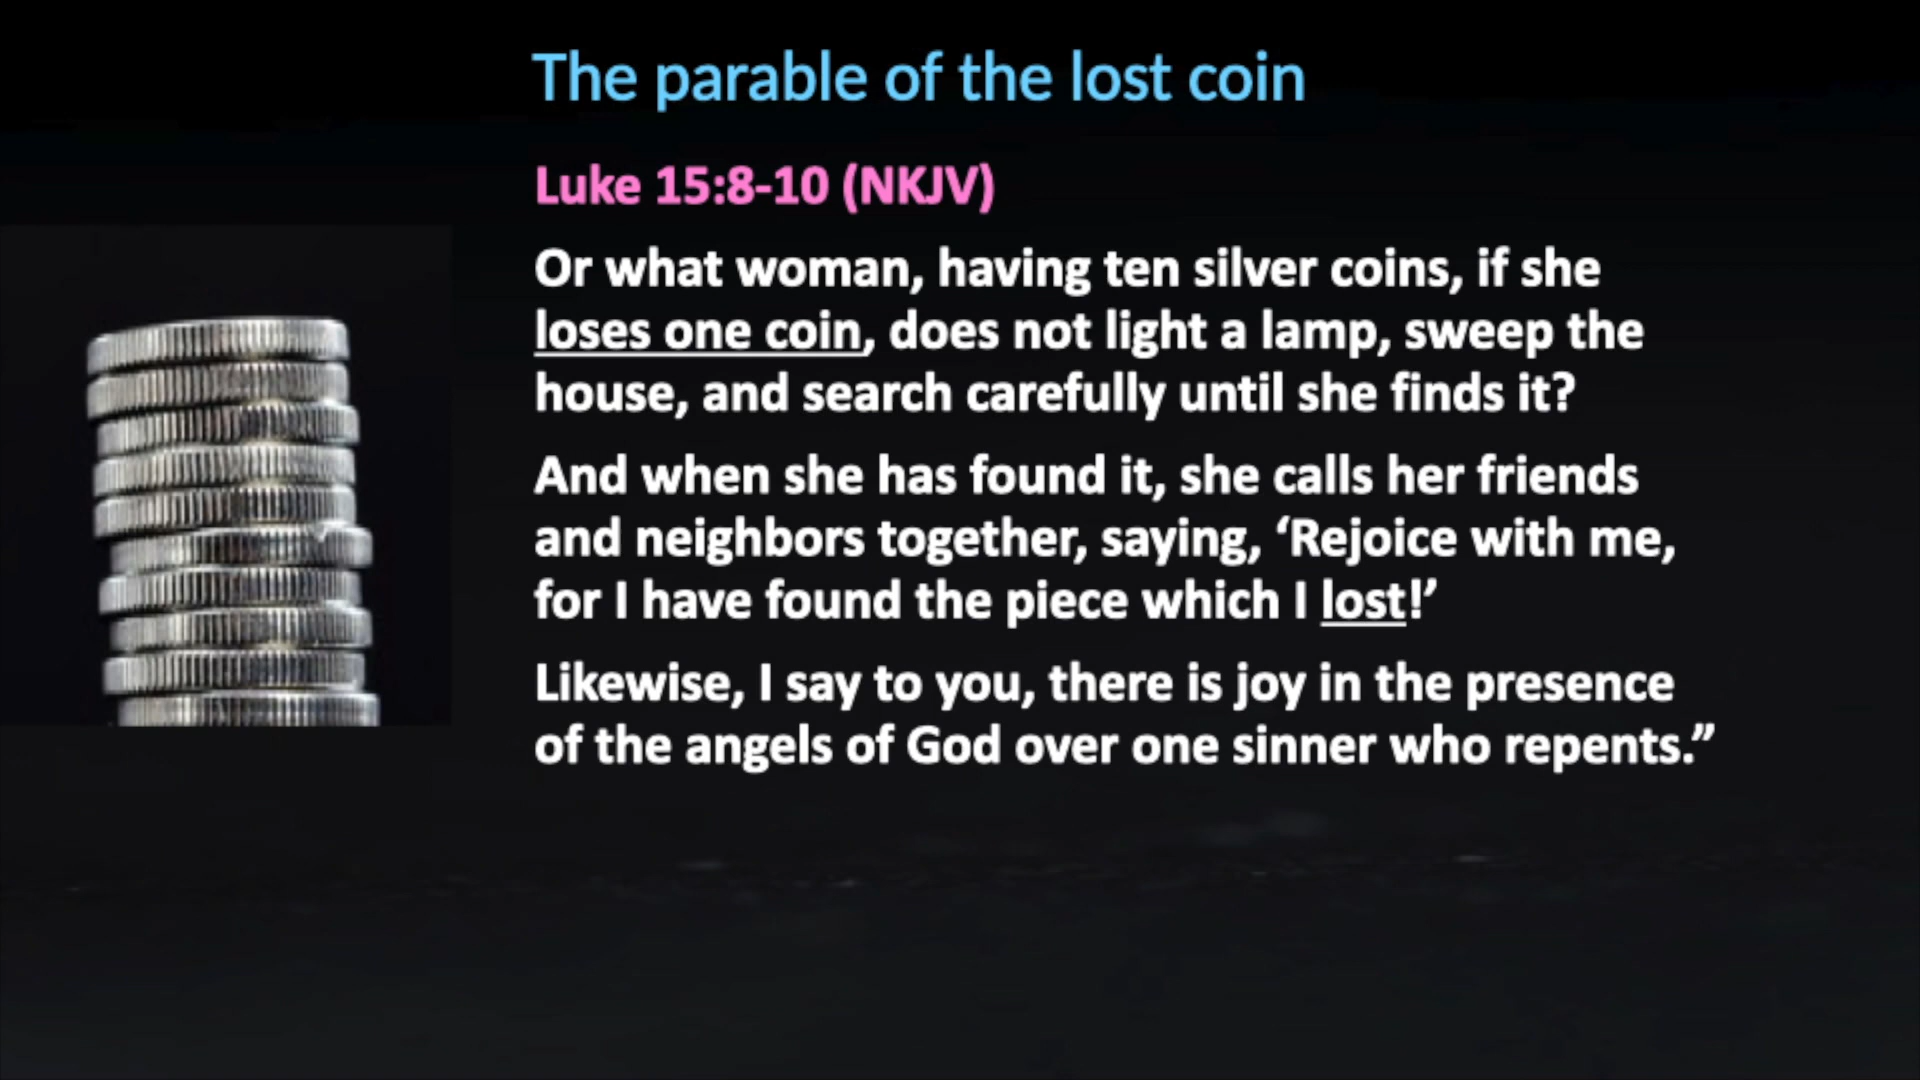 The parable of the lost coin
Luke 15:8-10 (NKJV)
Or what woman, having ten silver coins, if she
loses one coin, does not light a lamp, sweep the
house, and search carefully until she finds it?
And when she has found it, she calls her friends
and neighbors together, saying, ‘Rejoice with me,
for I have found the piece which I lost!’
Likewise, I say to you, there is joy in the presence
of the angels of God over one sinner who repents.”